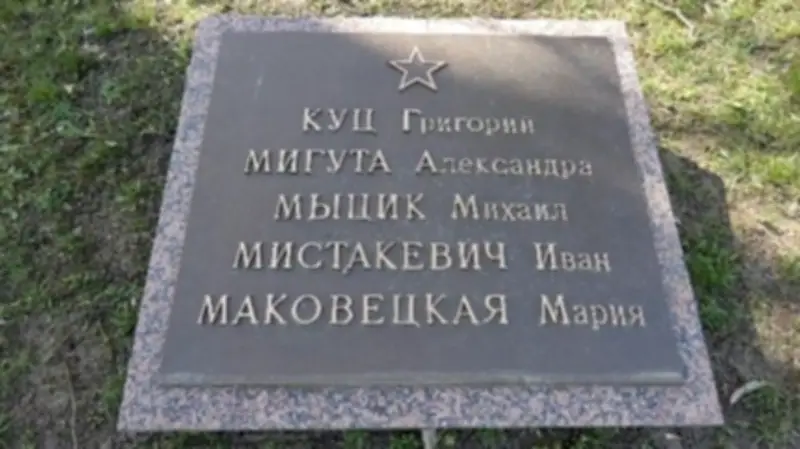 КУЦ Григорий
МИГУТА Александра
МЫЦИК Михаил
МИСТАКЕВИЧ Иван
МАКОВЕЦКАЯ Мария